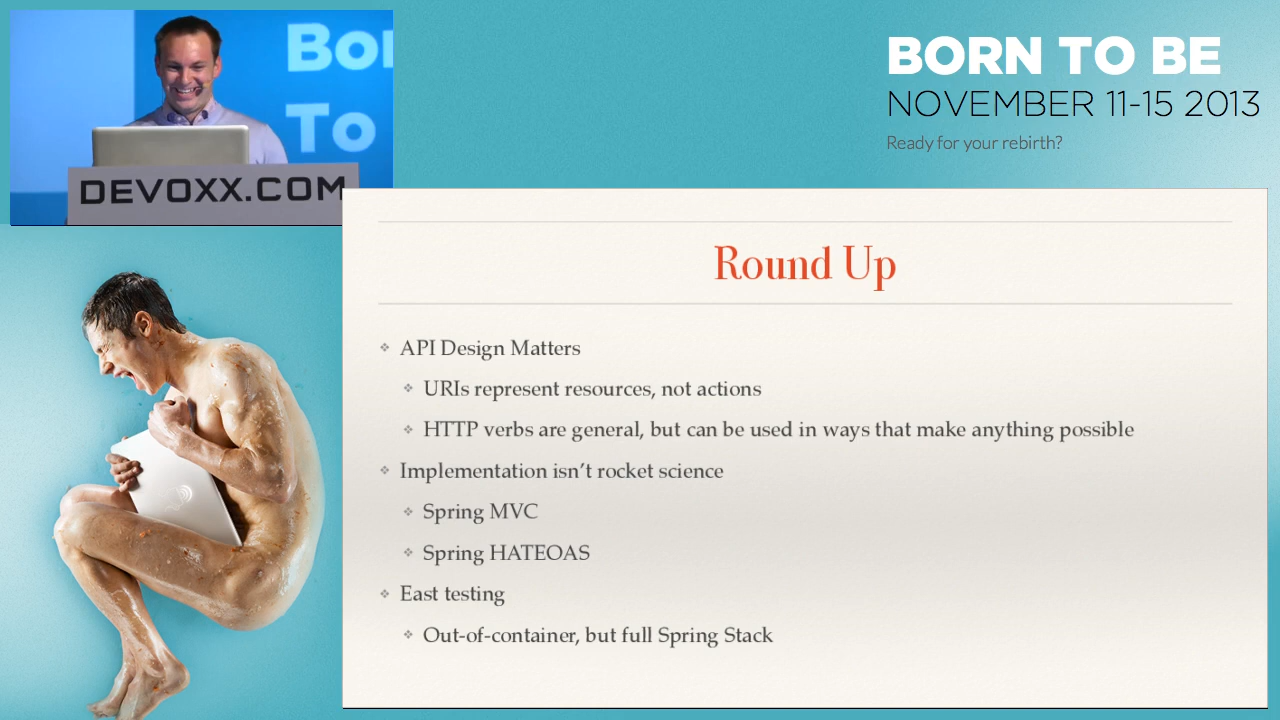 Bor
To
DEVOXX.COM
BORN TO BE
NOVEMBER 11-15 2013
Ready for your rebirth?
Round Up
API Design Matters
URIs represent resources, not actions
HTTP verbs are general, but can be used in ways that make anything possible
Implementation isn’t rocket science
Spring MVC
Spring HATEOAS
East testing
Out-of-container, but full Spring Stack